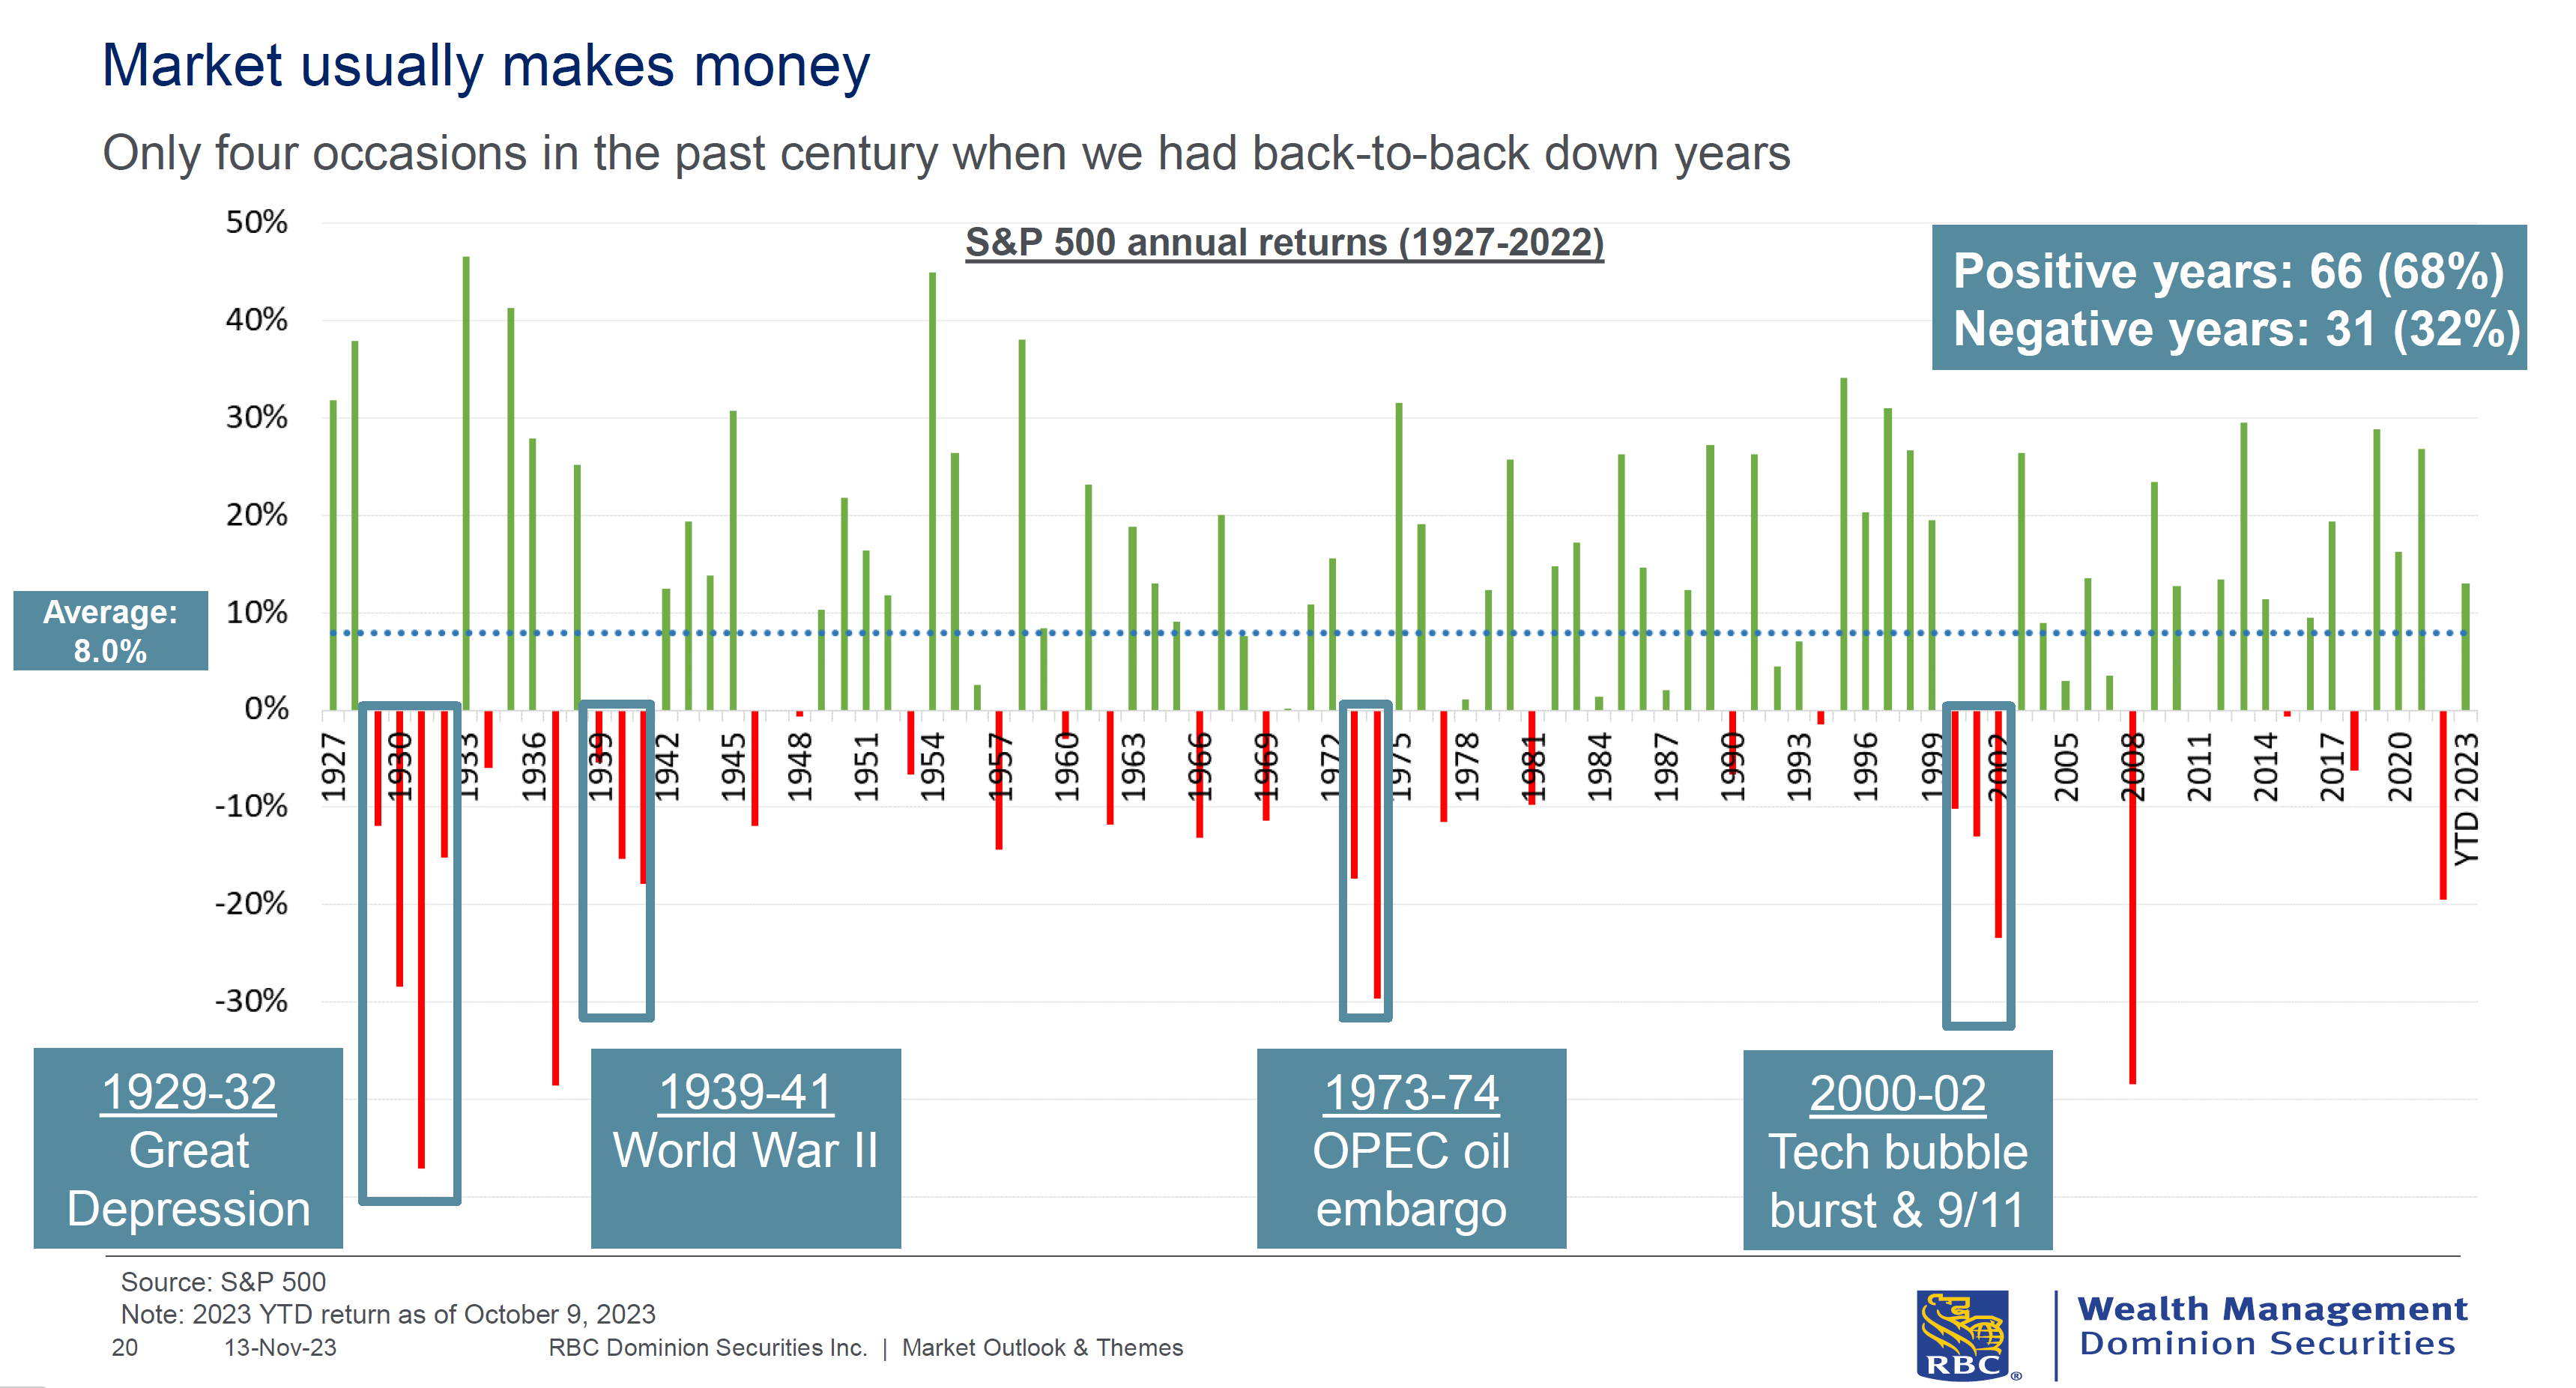 Market usually makes money
Only four occasions in the past century when we had back-to-back down years
S&P 500 annual returns (1927-2022)
Positive years: 66 (68%)
Negative years: 31 (32%)
50%
40%
30%
20%
10%
0%
-10%
-20%
-30%
Average:
8.0%
1927
1930
1933
1936
1939
1942
1945
1948
1951
1954
1957
1960
1963
1966
1969
1972
1975
1978
1981
1984
1987
1990
1993
1996
1999
2002
2005
2008
2011
2014
2017
2020
YTD 2023
1929-32
Great
Depression
1939-41
World War II
1973-74
OPEC oil
embargo
2000-02
Tech bubble
burst & 9/11
Source: S&P 500
Note: 2023 YTD return as of October 9, 2023
20 13-Nov-23 RBC Dominion Securities Inc. | Market Outlook & Themes
RBC®
Wealth Management
Dominion Securities